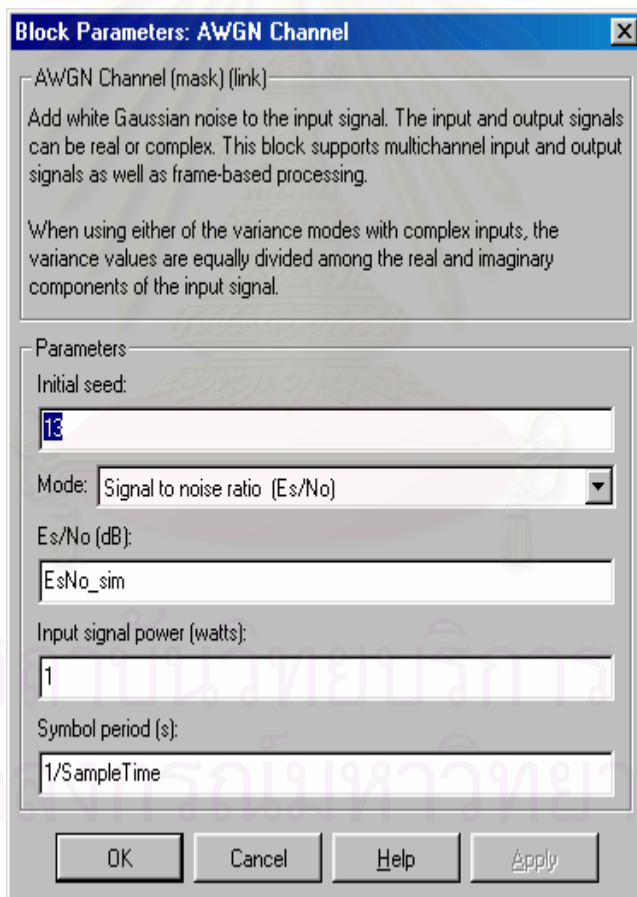 Block Parameters: AWGN Channel
AWGN Channel (mask) (link)
Add white Gaussian noise to the input signal. The input and output signals
can be real or complex. This block supports multichannel input and output
signals as well as frame-based processing.
When using either of the variance modes with complex inputs, the
variance values are equally divided among the real and imaginary
components of the input signal.
Parameters
Initial seed:
13
Mode: Signal to noise ratio (Es/No)
Es/No (dB):
EsNo_sim
Input signal power (watts):
1
Symbol period (s):
1/SampleTime
OK Cancel Help Apply